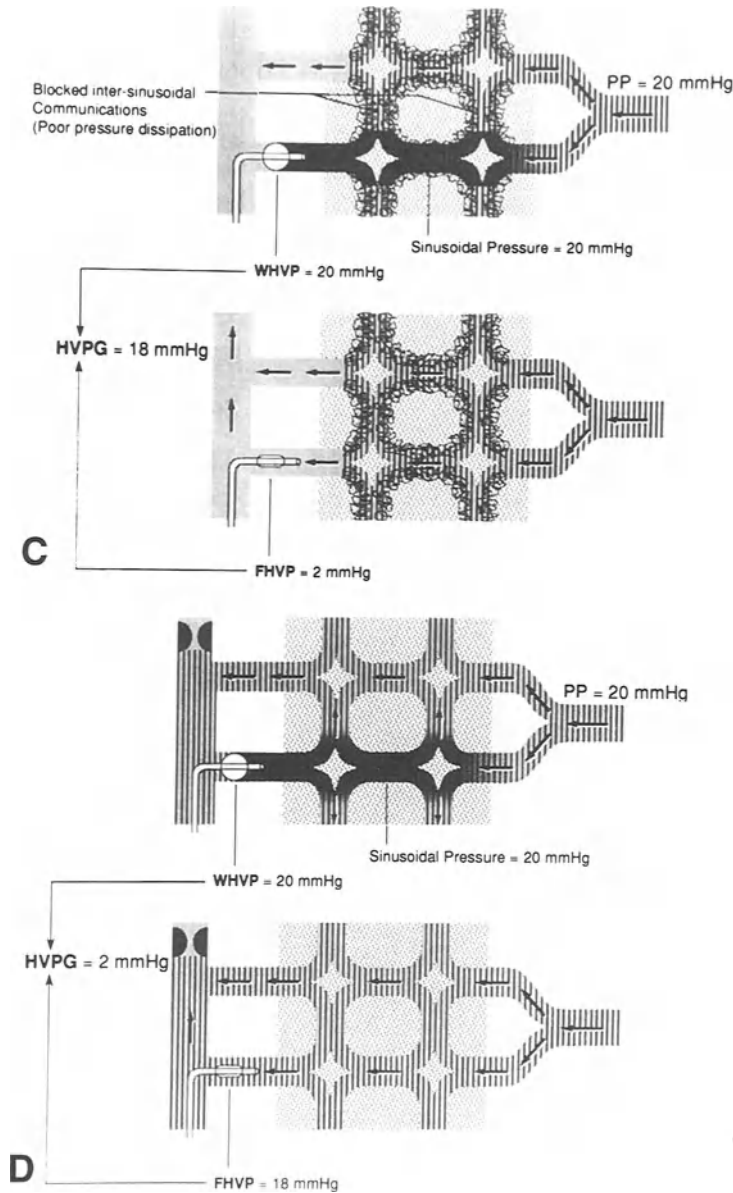 Blocked inter-sinusoidal
Communications
(Poor pressure dissipation)
PP = 20 mmHg
Sinusoidal Pressure = 20 mmHg
WHVP = 20 mmHg
HVPG = 18 mmHg
C
FHVP = 2 mmHg
PP = 20 mmHg
Sinusoidal Pressure = 20 mmHg
WHVP = 20 mmHg
HVPG = 2 mmHg
D
FHVP = 18 mmHg